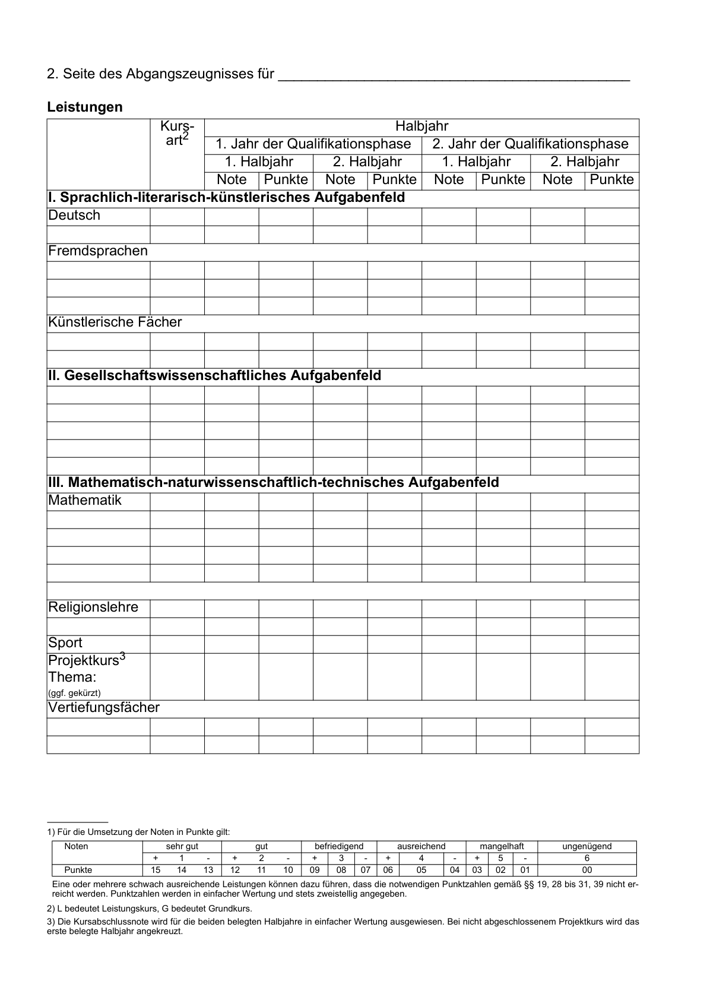 2. Seite des Abgangszeugnisses für ____________________________________________
Leistungen
Kurs-
art2
Halbjahr
1. Jahr der Qualifikationsphase 2. Jahr der Qualifikationsphase
1. Halbjahr 2. Halbjahr 1. Halbjahr 2. Halbjahr
Note Punkte Note Punkte Note Punkte Note Punkte
I. Sprachlich-literarisch-künstlerisches Aufgabenfeld
Deutsch
Fremdsprachen
Künstlerische Fächer
II. Gesellschaftswissenschaftliches Aufgabenfeld
III. Mathematisch-naturwissenschaftlich-technisches Aufgabenfeld
Mathematik
Religionslehre
Sport
Projektkurs3
Thema:
(ggf. gekürzt)
Vertiefungsfächer
1) Für die Umsetzung der Noten in Punkte gilt:
Noten sehr gut gut befriedigend ausreichend mangelhaft ungenügend
+ 1 - + 2 - + 3 - + 4 - + 5 - 6
Punkte 15 14 13 12 11 10 09 08 07 06 05 04 03 02 01 00
Eine oder mehrere schwach ausreichende Leistungen können dazu führen, dass die notwendigen Punktzahlen gemäß §§ 19, 28 bis 31, 39 nicht er-
reicht werden. Punktzahlen werden in einfacher Wertung und stets zweistellig angegeben.
2) L bedeutet Leistungskurs, G bedeutet Grundkurs.
3) Die Kursabschlussnote wird für die beiden belegten Halbjahre in einfacher Wertung ausgewiesen. Bei nicht abgeschlossenem Projektkurs wird das
erste belegte Halbjahr angekreuzt.